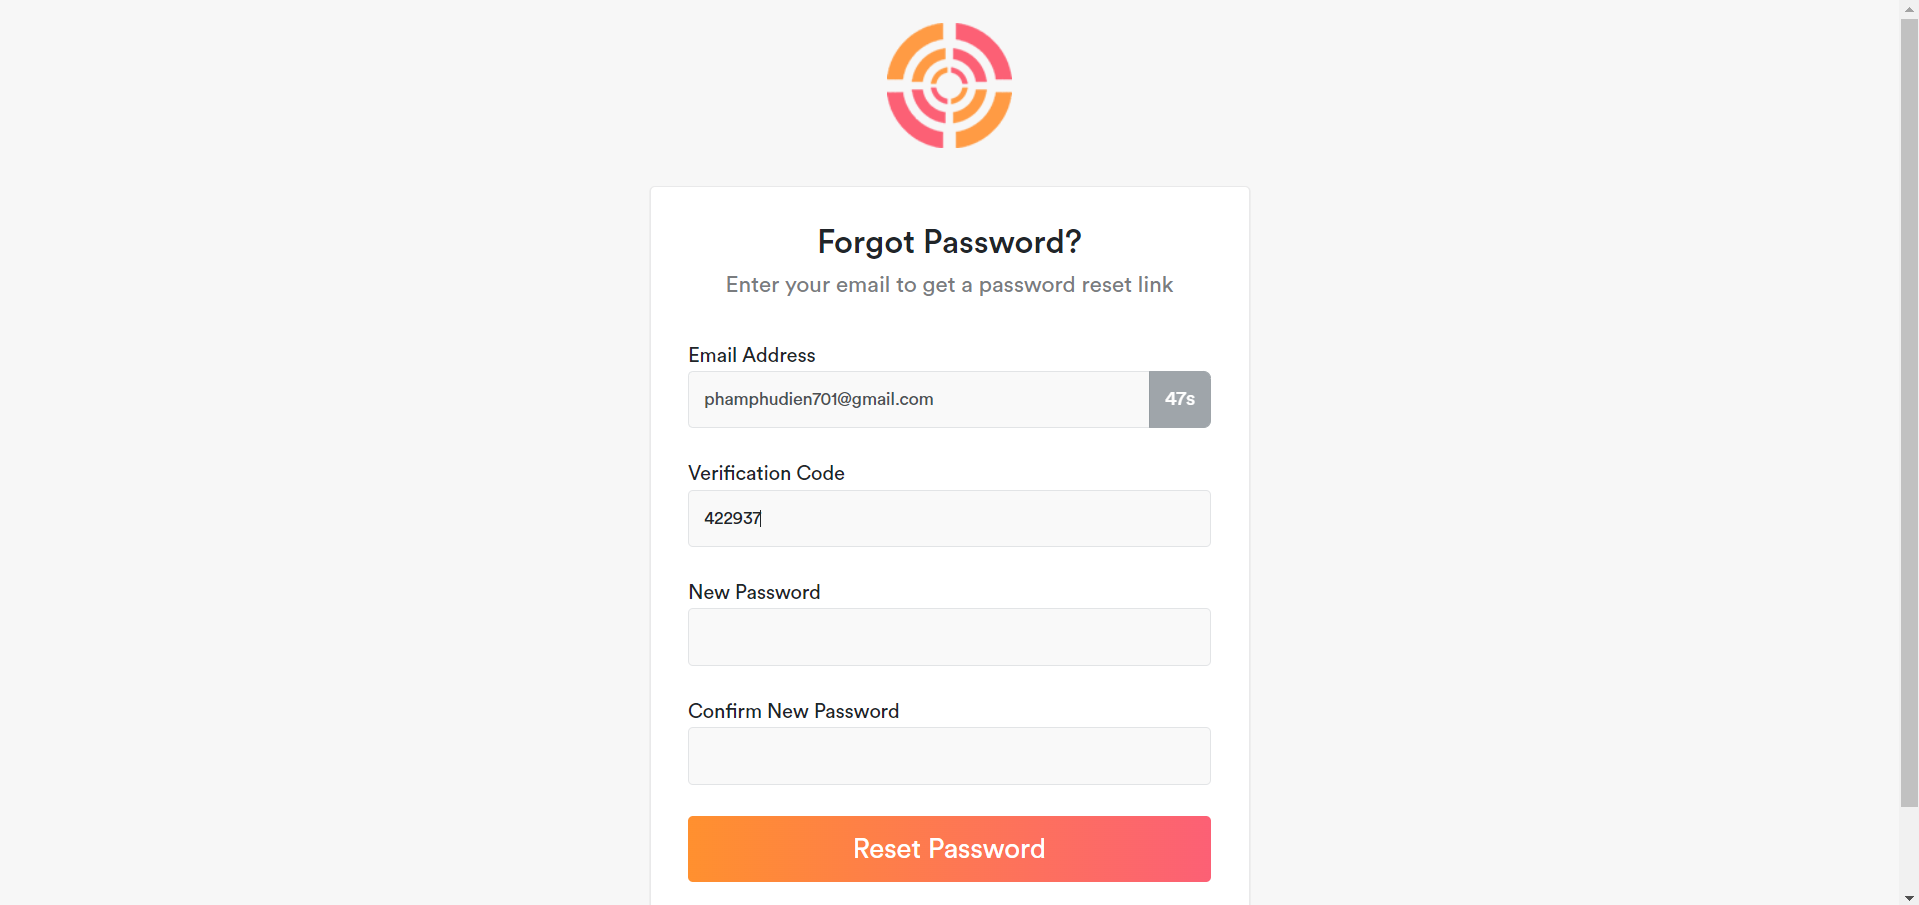 Forgot Password?
Enter your email to get a password reset link
Email Address
phamphudien701@gmail.com
47s
Verification Code
422937
New Password
Confirm New Password
Reset Password